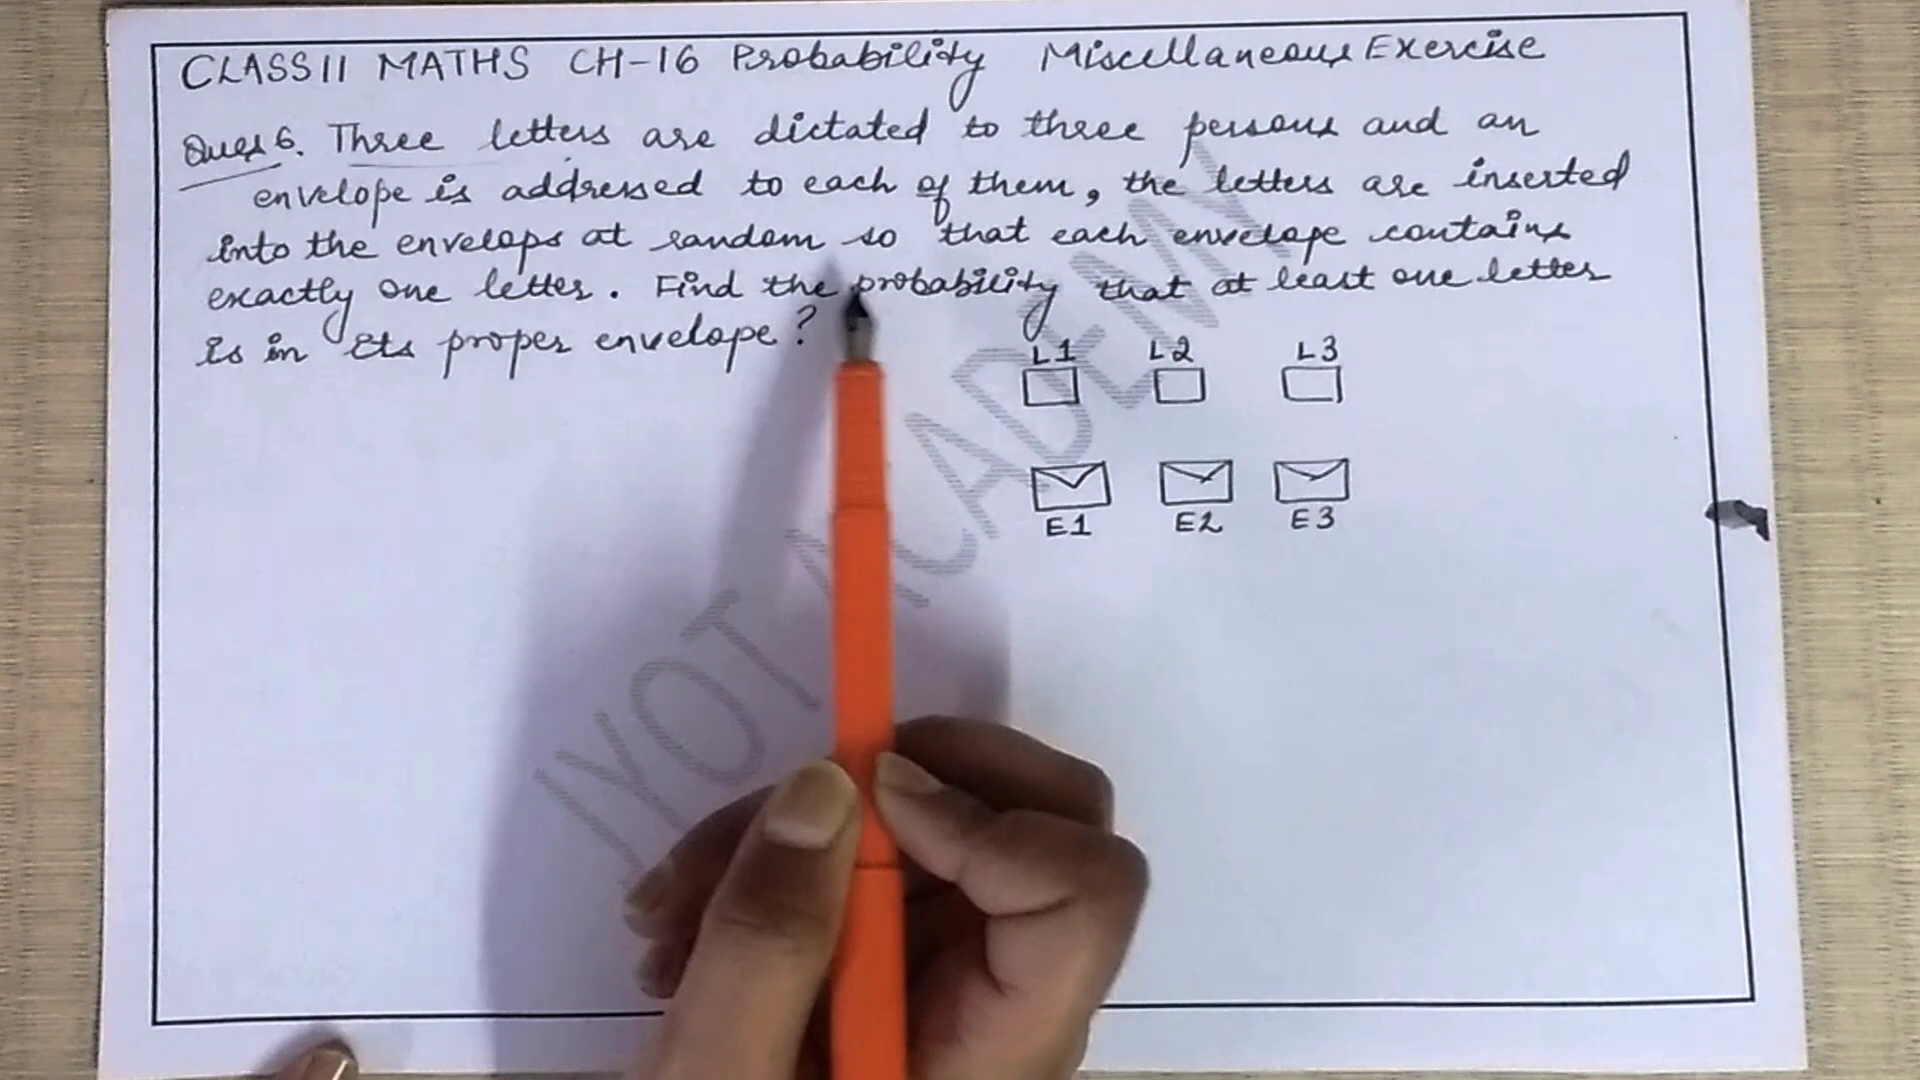 CLASS 11 MATHS CH-16 Probability Miscellaneous Exercise
Ques 6. Three letters are dictated to three persons and an
envelope is addressed to each of them, the letters are inserted
into the envelops at random so that each envelope contains
exactly one letter. Find the probability that at least one letter
is in its proper envelope?
L1 L2 L3
E1 E2 E3
JYOT ACADEMY